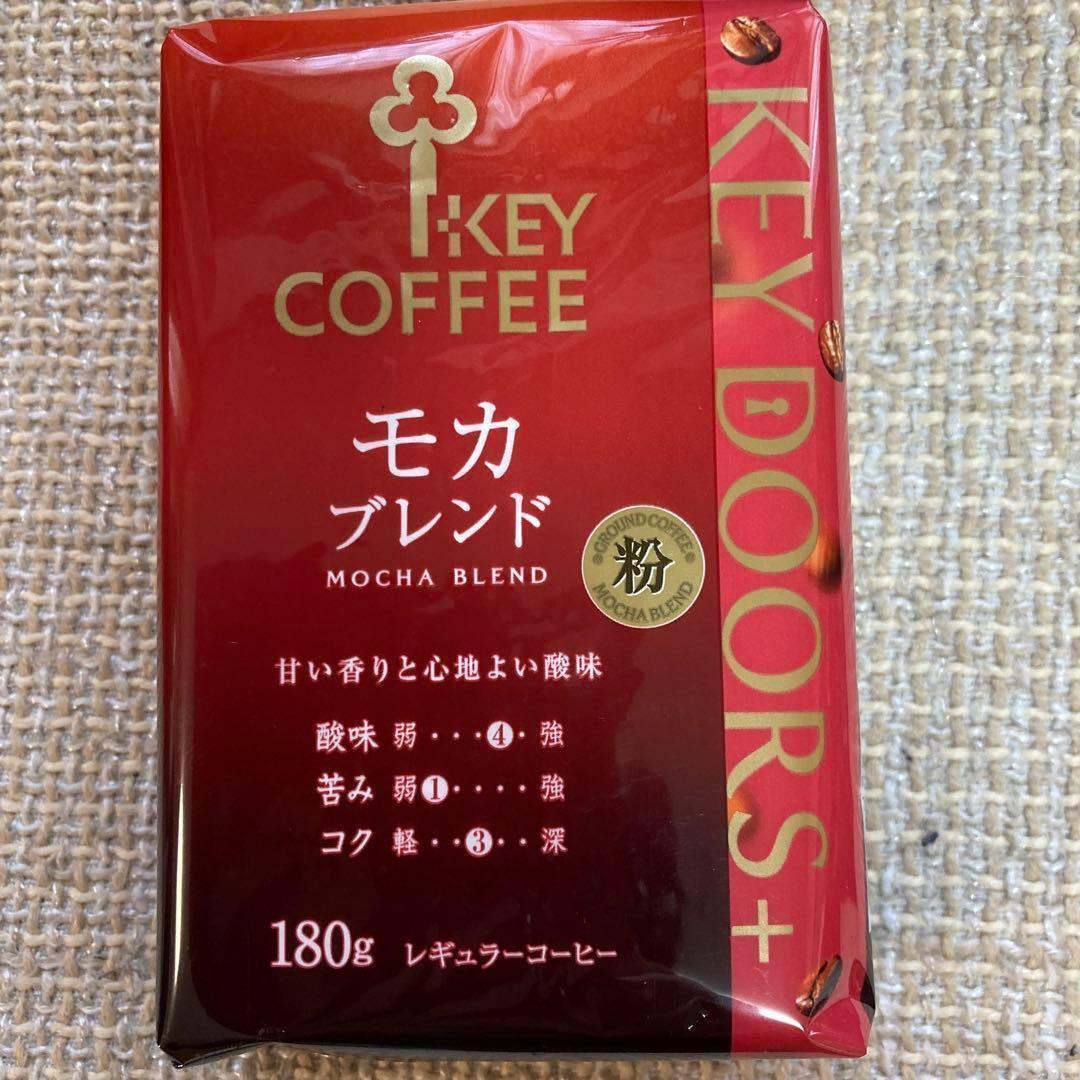 KEY
COFFEE
モカ
ブレンド
MOCHA BLEND
GROUND COFFEE
粉
MOCHA BLEND
甘い香りと心地よい酸味
酸味 弱・・・4・強
苦み 弱1・・・・強
コク 軽・・3・・深
180g レギュラーコーヒー
KEY DOORS+